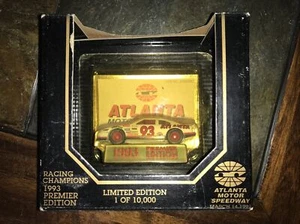 ATLANTA
93
RACING
CHAMPIONS
1993
PREMIER
EDITION
LIMITED EDITION
1 OF 10,000
ATLANTA
MOTOR
SPEEDWAY